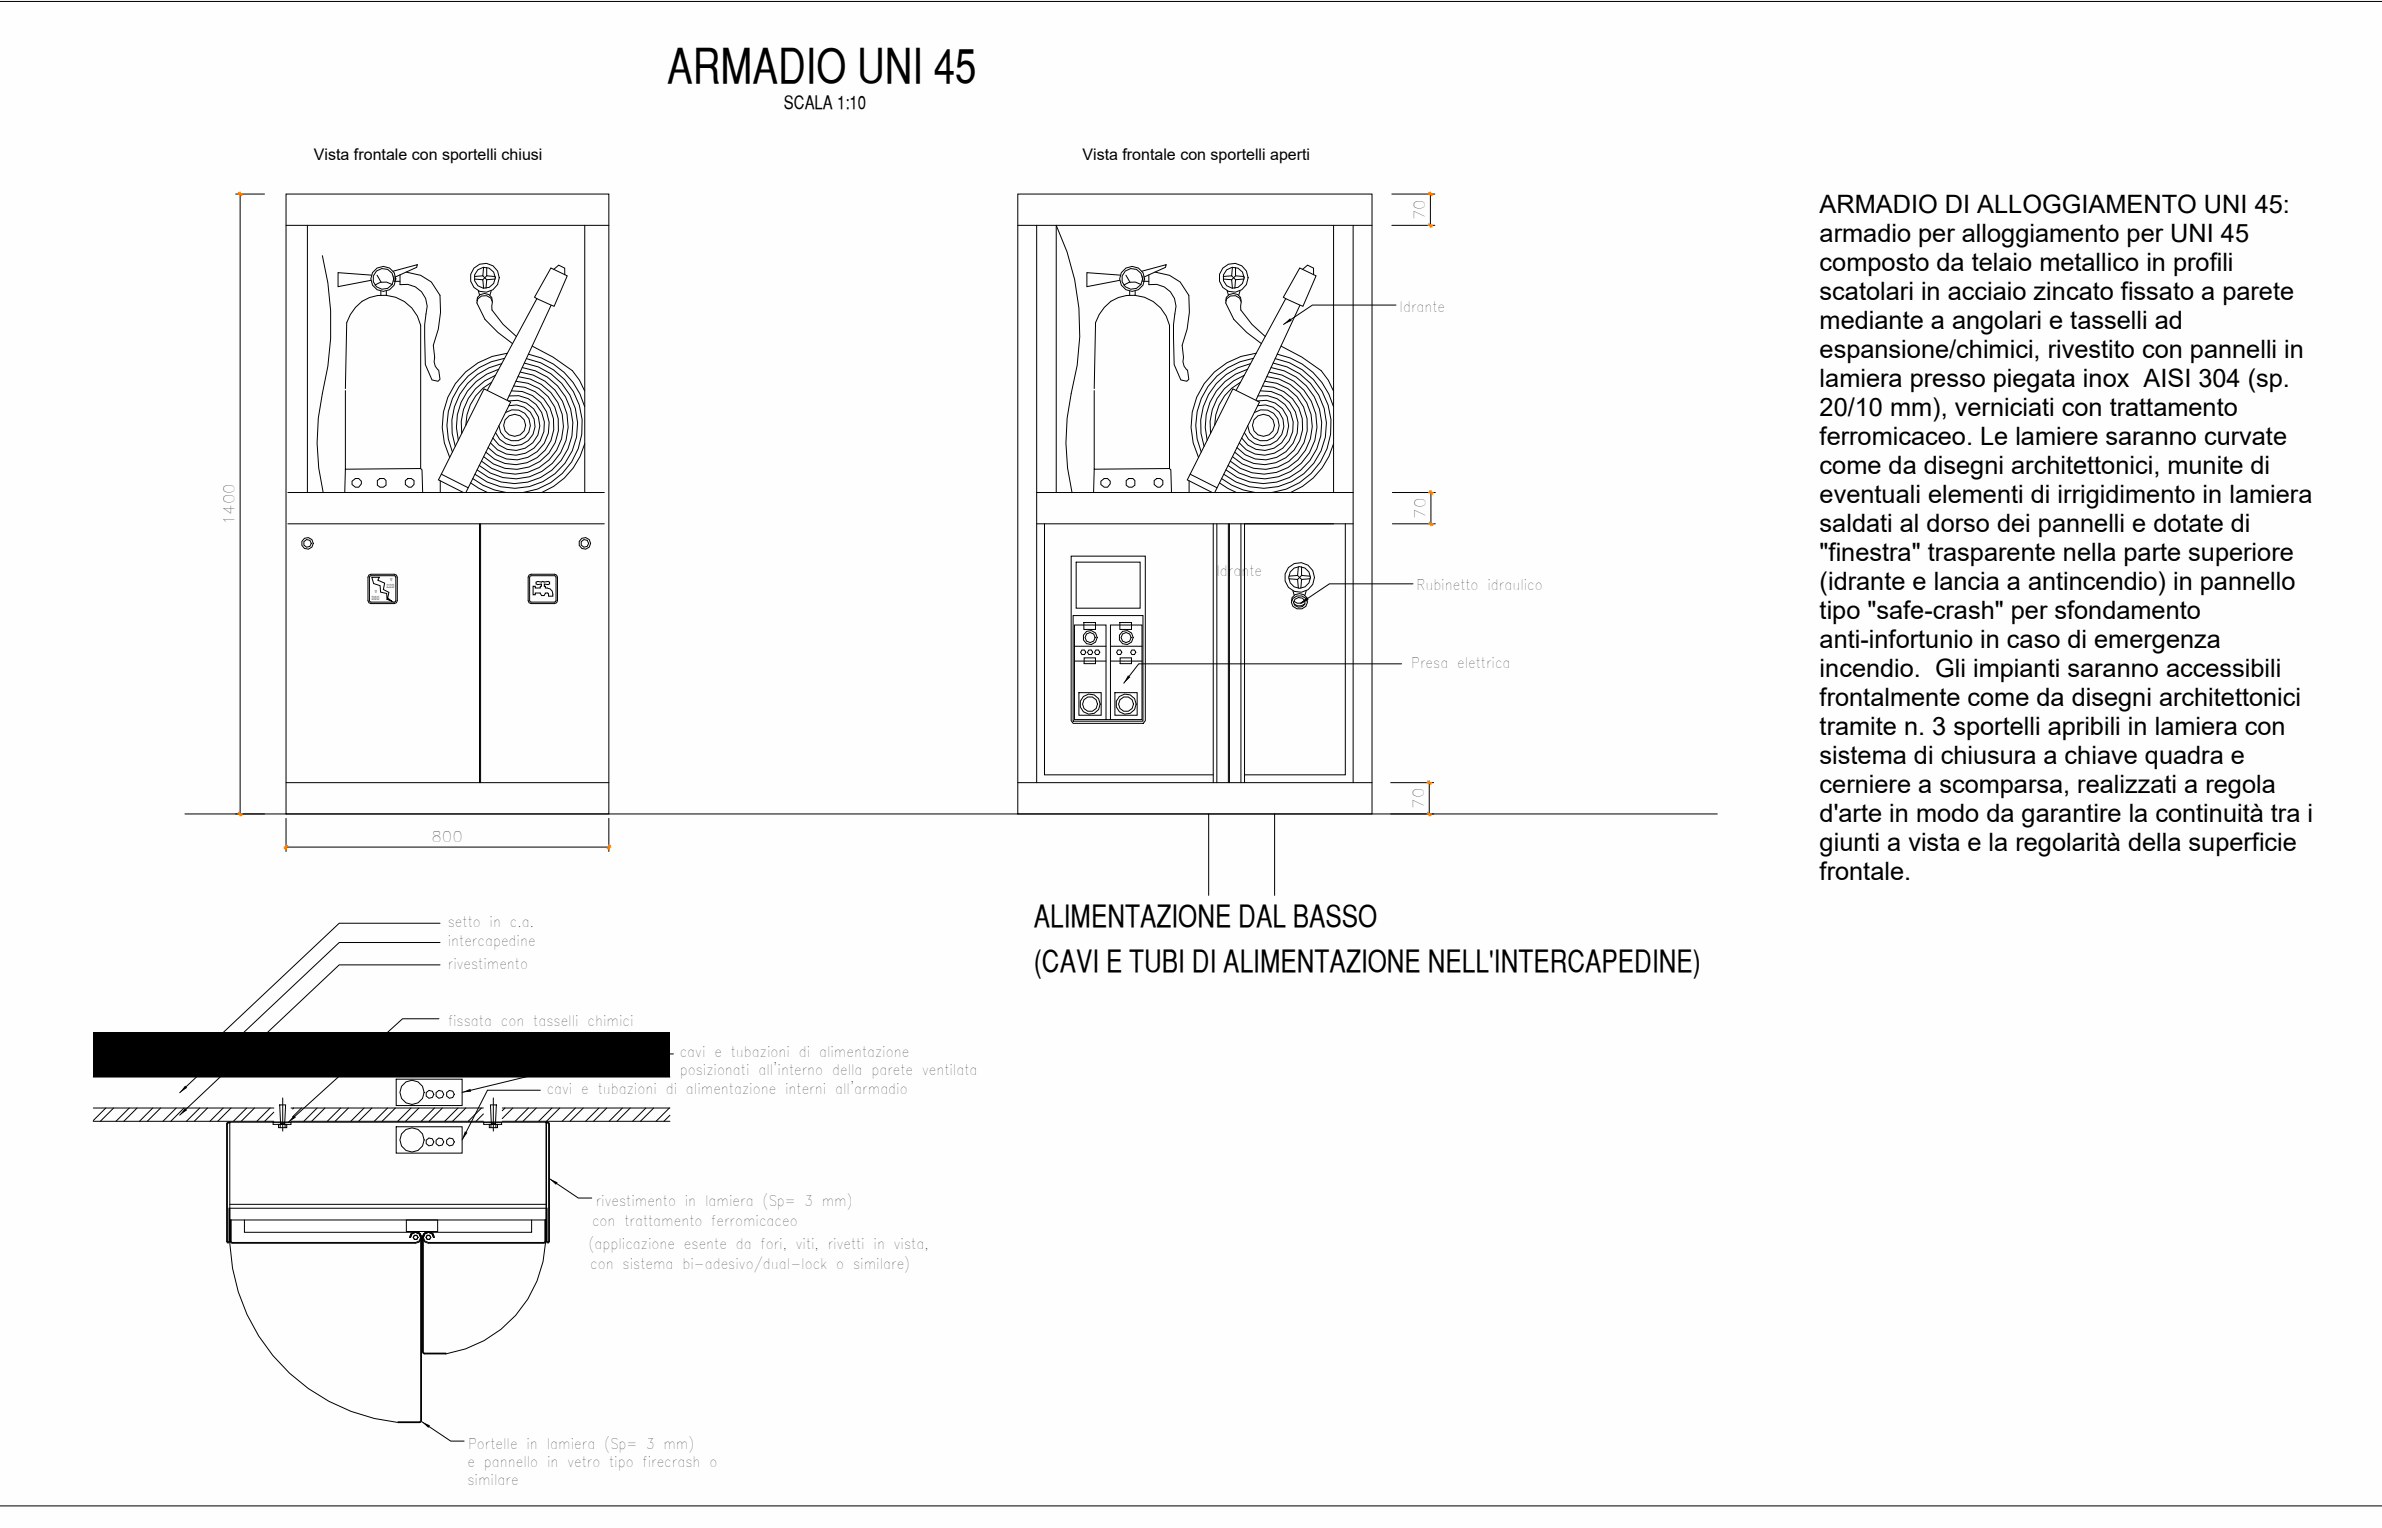 ARMADIO UNI 45
SCALA 1:10
Vista frontale con sportelli chiusi
Vista frontale con sportelli aperti
1400
800
70
70
70
Idrante
Idrante
Rubinetto idraulico
Presa elettrica
ALIMENTAZIONE DAL BASSO
(CAVI E TUBI DI ALIMENTAZIONE NELL'INTERCAPEDINE)
ARMADIO DI ALLOGGIAMENTO UNI 45:
armadio per alloggiamento per UNI 45
composto da telaio metallico in profili
scatolari in acciaio zincato fissato a parete
mediante a angolari e tasselli ad
espansione/chimici, rivestito con pannelli in
lamiera presso piegata inox  AISI 304 (sp.
20/10 mm), verniciati con trattamento
ferromicaceo. Le lamiere saranno curvate
come da disegni architettonici, munite di
eventuali elementi di irrigidimento in lamiera
saldati al dorso dei pannelli e dotate di
"finestra" trasparente nella parte superiore
(idrante e lancia a antincendio) in pannello
tipo "safe-crash" per sfondamento
anti-infortunio in caso di emergenza
incendio.  Gli impianti saranno accessibili
frontalmente come da disegni architettonici
tramite n. 3 sportelli apribili in lamiera con
sistema di chiusura a chiave quadra e
cerniere a scomparsa, realizzati a regola
d'arte in modo da garantire la continuità tra i
giunti a vista e la regolarità della superficie
frontale.
setto in c.a.
intercapedine
rivestimento
fissata con tasselli chimici
cavi e tubazioni di alimentazione
posizionati all'interno della parete ventilata
cavi e tubazioni di alimentazione interni all'armadio
rivestimento in lamiera (Sp= 3 mm)
con trattamento ferromicaceo
(applicazione esente da fori, viti, rivetti in vista,
con sistema bi-adesivo/dual-lock o similare)
Portelle in lamiera (Sp= 3 mm)
e pannello in vetro tipo firecrash o
similare